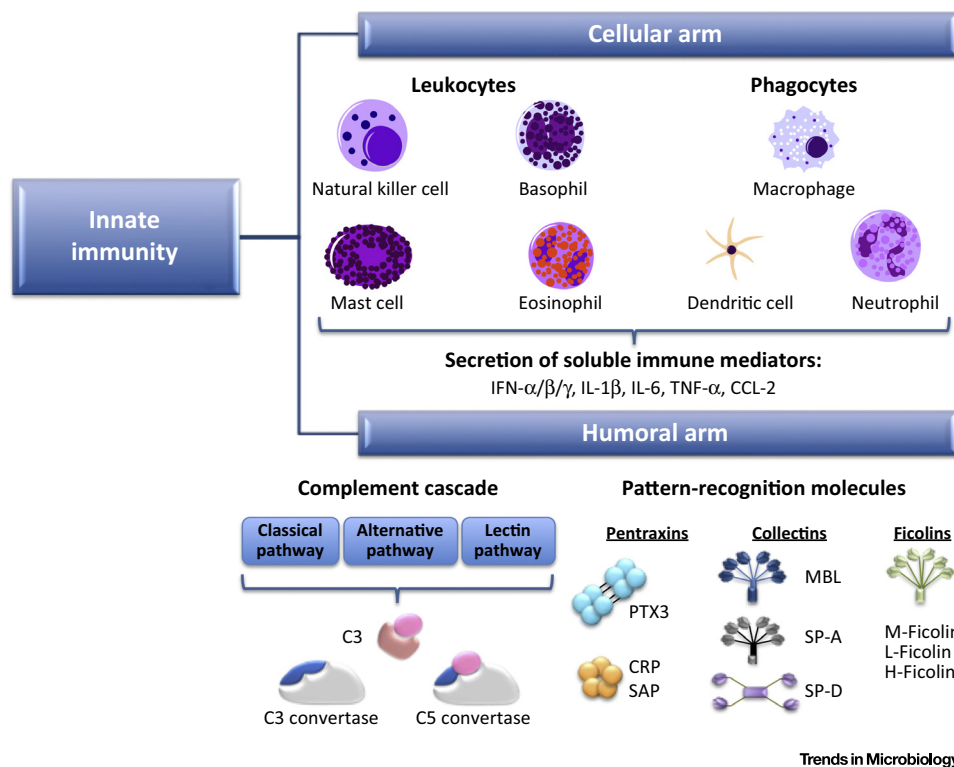 Cellular arm
Leukocytes
Phagocytes
Natural killer cell
Basophil
Macrophage
Innate
immunity
Mast cell
Eosinophil
Dendritic cell
Neutrophil
Secretion of soluble immune mediators:
IFN-α/β/γ, IL-1β, IL-6, TNF-α, CCL-2
Humoral arm
Complement cascade
Pattern-recognition molecules
Classical
pathway
Alternative
pathway
Lectin
pathway
Pentraxins
Collectins
Ficolins
C3
C3 convertase
C5 convertase
PTX3
CRP
SAP
MBL
SP-A
SP-D
M-Ficolin
L-Ficolin
H-Ficolin
Trends in Microbiology